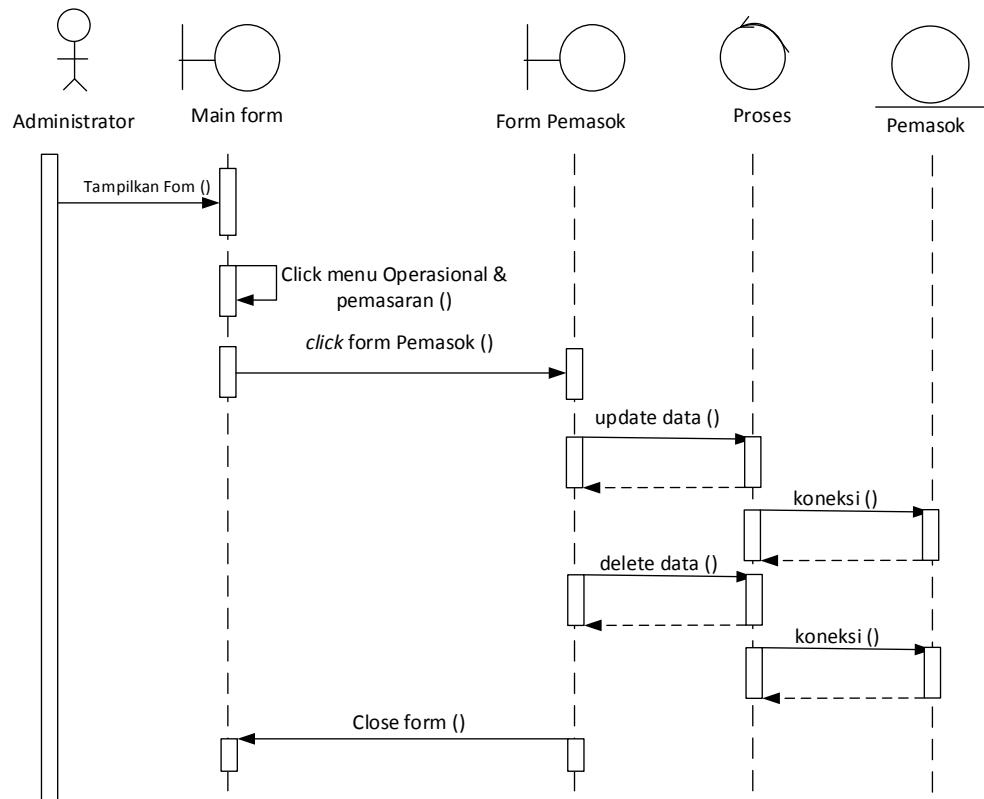 Administrator
Main form
Form Pemasok
Proses
Pemasok
Tampilkan Fom ()
Click menu Operasional &
pemasaran ()
click form Pemasok ()
update data ()
koneksi ()
delete data ()
koneksi ()
Close form ()